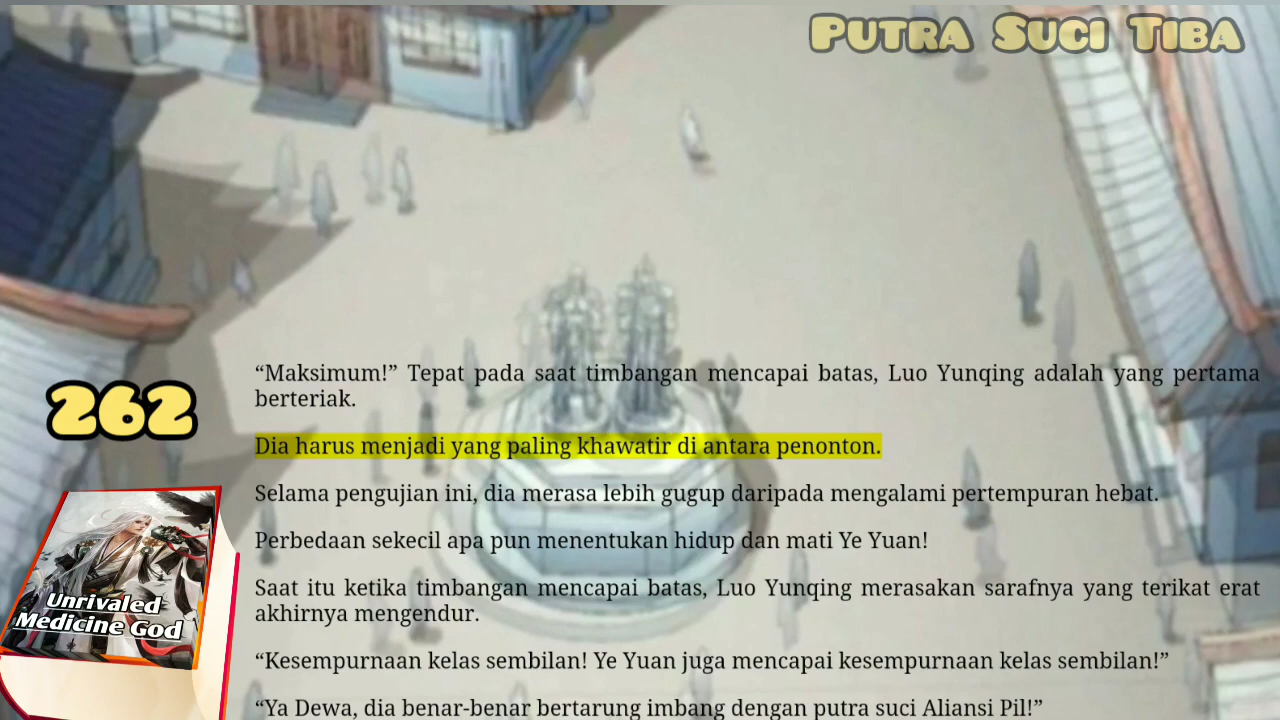 Putra Suci Tiba
“Maksimum!” Tepat pada saat timbangan mencapai batas, Luo Yunqing adalah yang pertama
berteriak.
262
Dia harus menjadi yang paling khawatir di antara penonton.
Selama pengujian ini, dia merasa lebih gugup daripada mengalami pertempuran hebat.
Perbedaan sekecil apa pun menentukan hidup dan mati Ye Yuan!
Saat itu ketika timbangan mencapai batas, Luo Yunqing merasakan sarafnya yang terikat erat
akhirnya mengendur.
Unrivaled
Medicine God
“Kesempurnaan kelas sembilan! Ye Yuan juga mencapai kesempurnaan kelas sembilan!”
“Ya Dewa, dia benar-benar bertarung imbang dengan putra suci Aliansi Pil!”